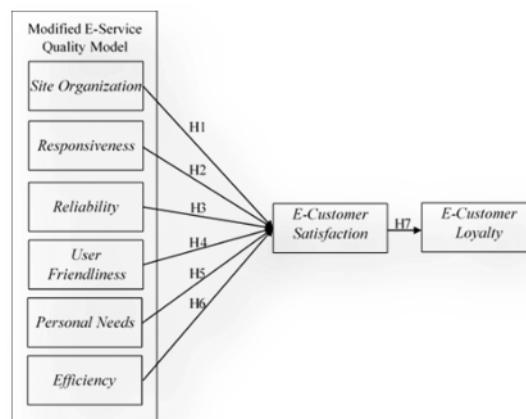 Modified E-Service
Quality Model
Site Organization
Responsiveness
Reliability
User
Friendliness
Personal Needs
Efficiency
H1
H2
H3
H4
H5
H6
E-Customer
Satisfaction
H7
E-Customer
Loyalty